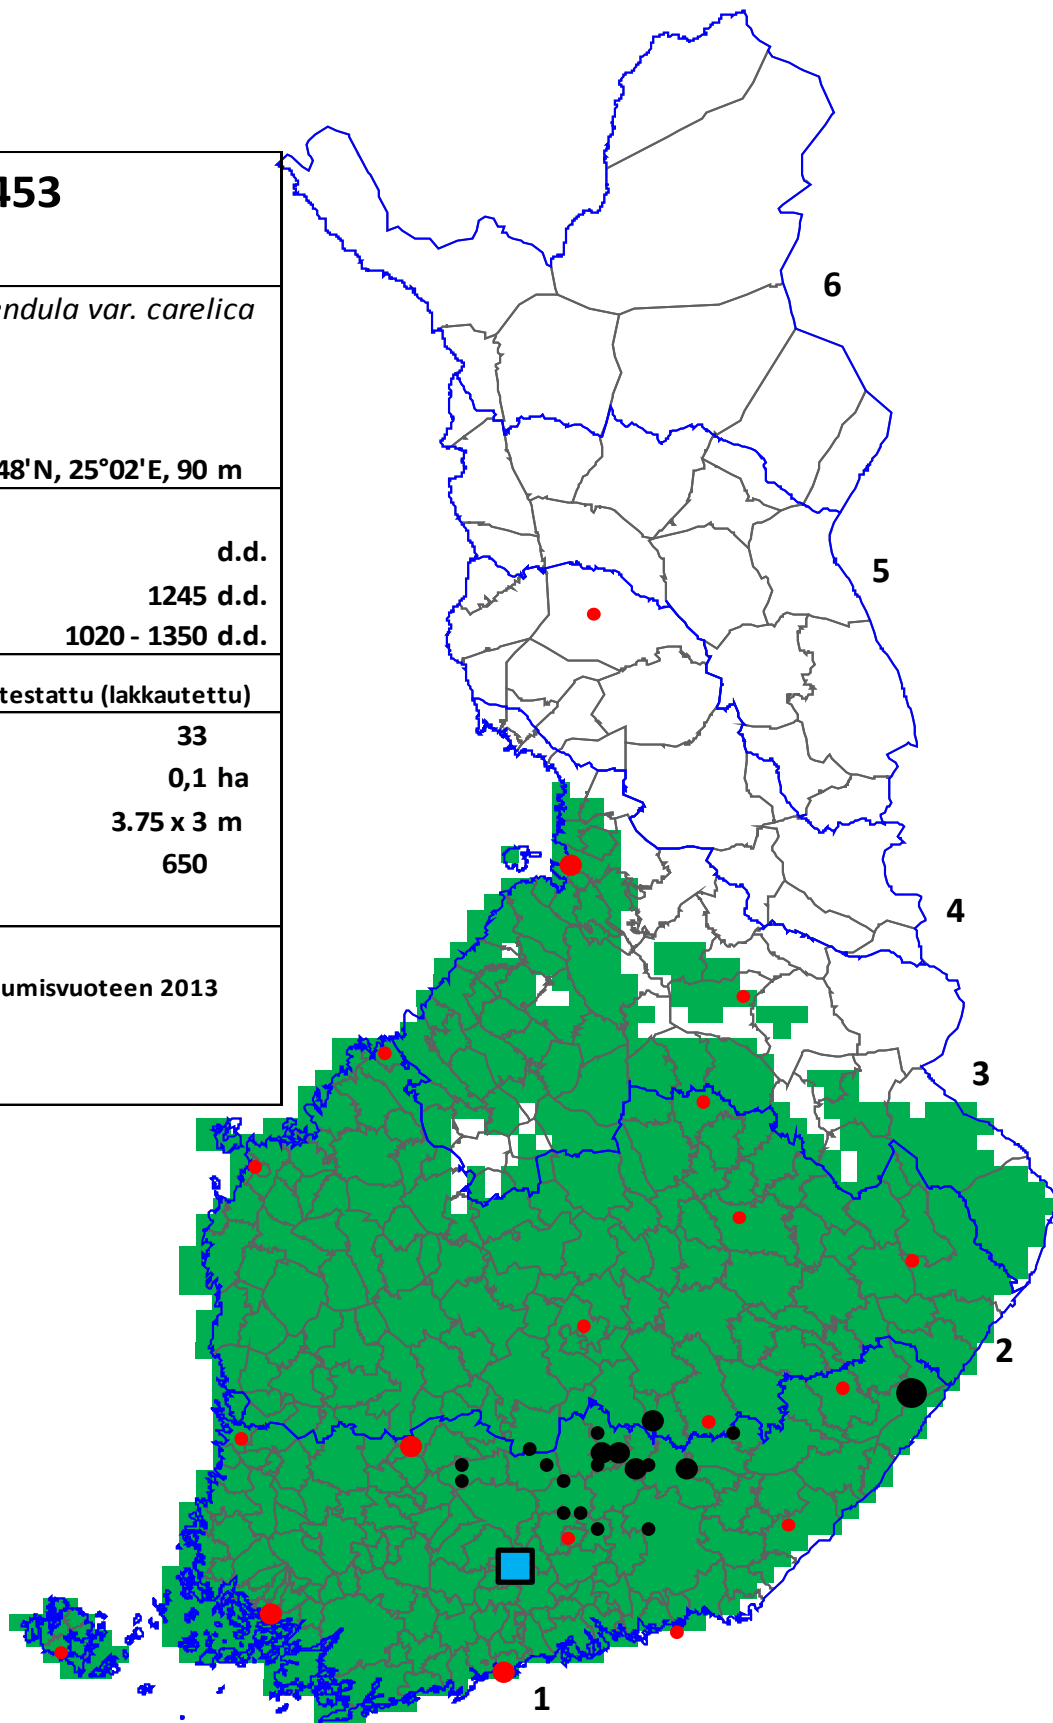 453
endula var. carelica
48'N, 25°02'E, 90 m
d.d.
1245 d.d.
1020 - 1350 d.d.
testattu (lakkautettu)
33
0,1 ha
3.75 x 3 m
650
umisvuoteen 2013
6
5
4
3
2
1